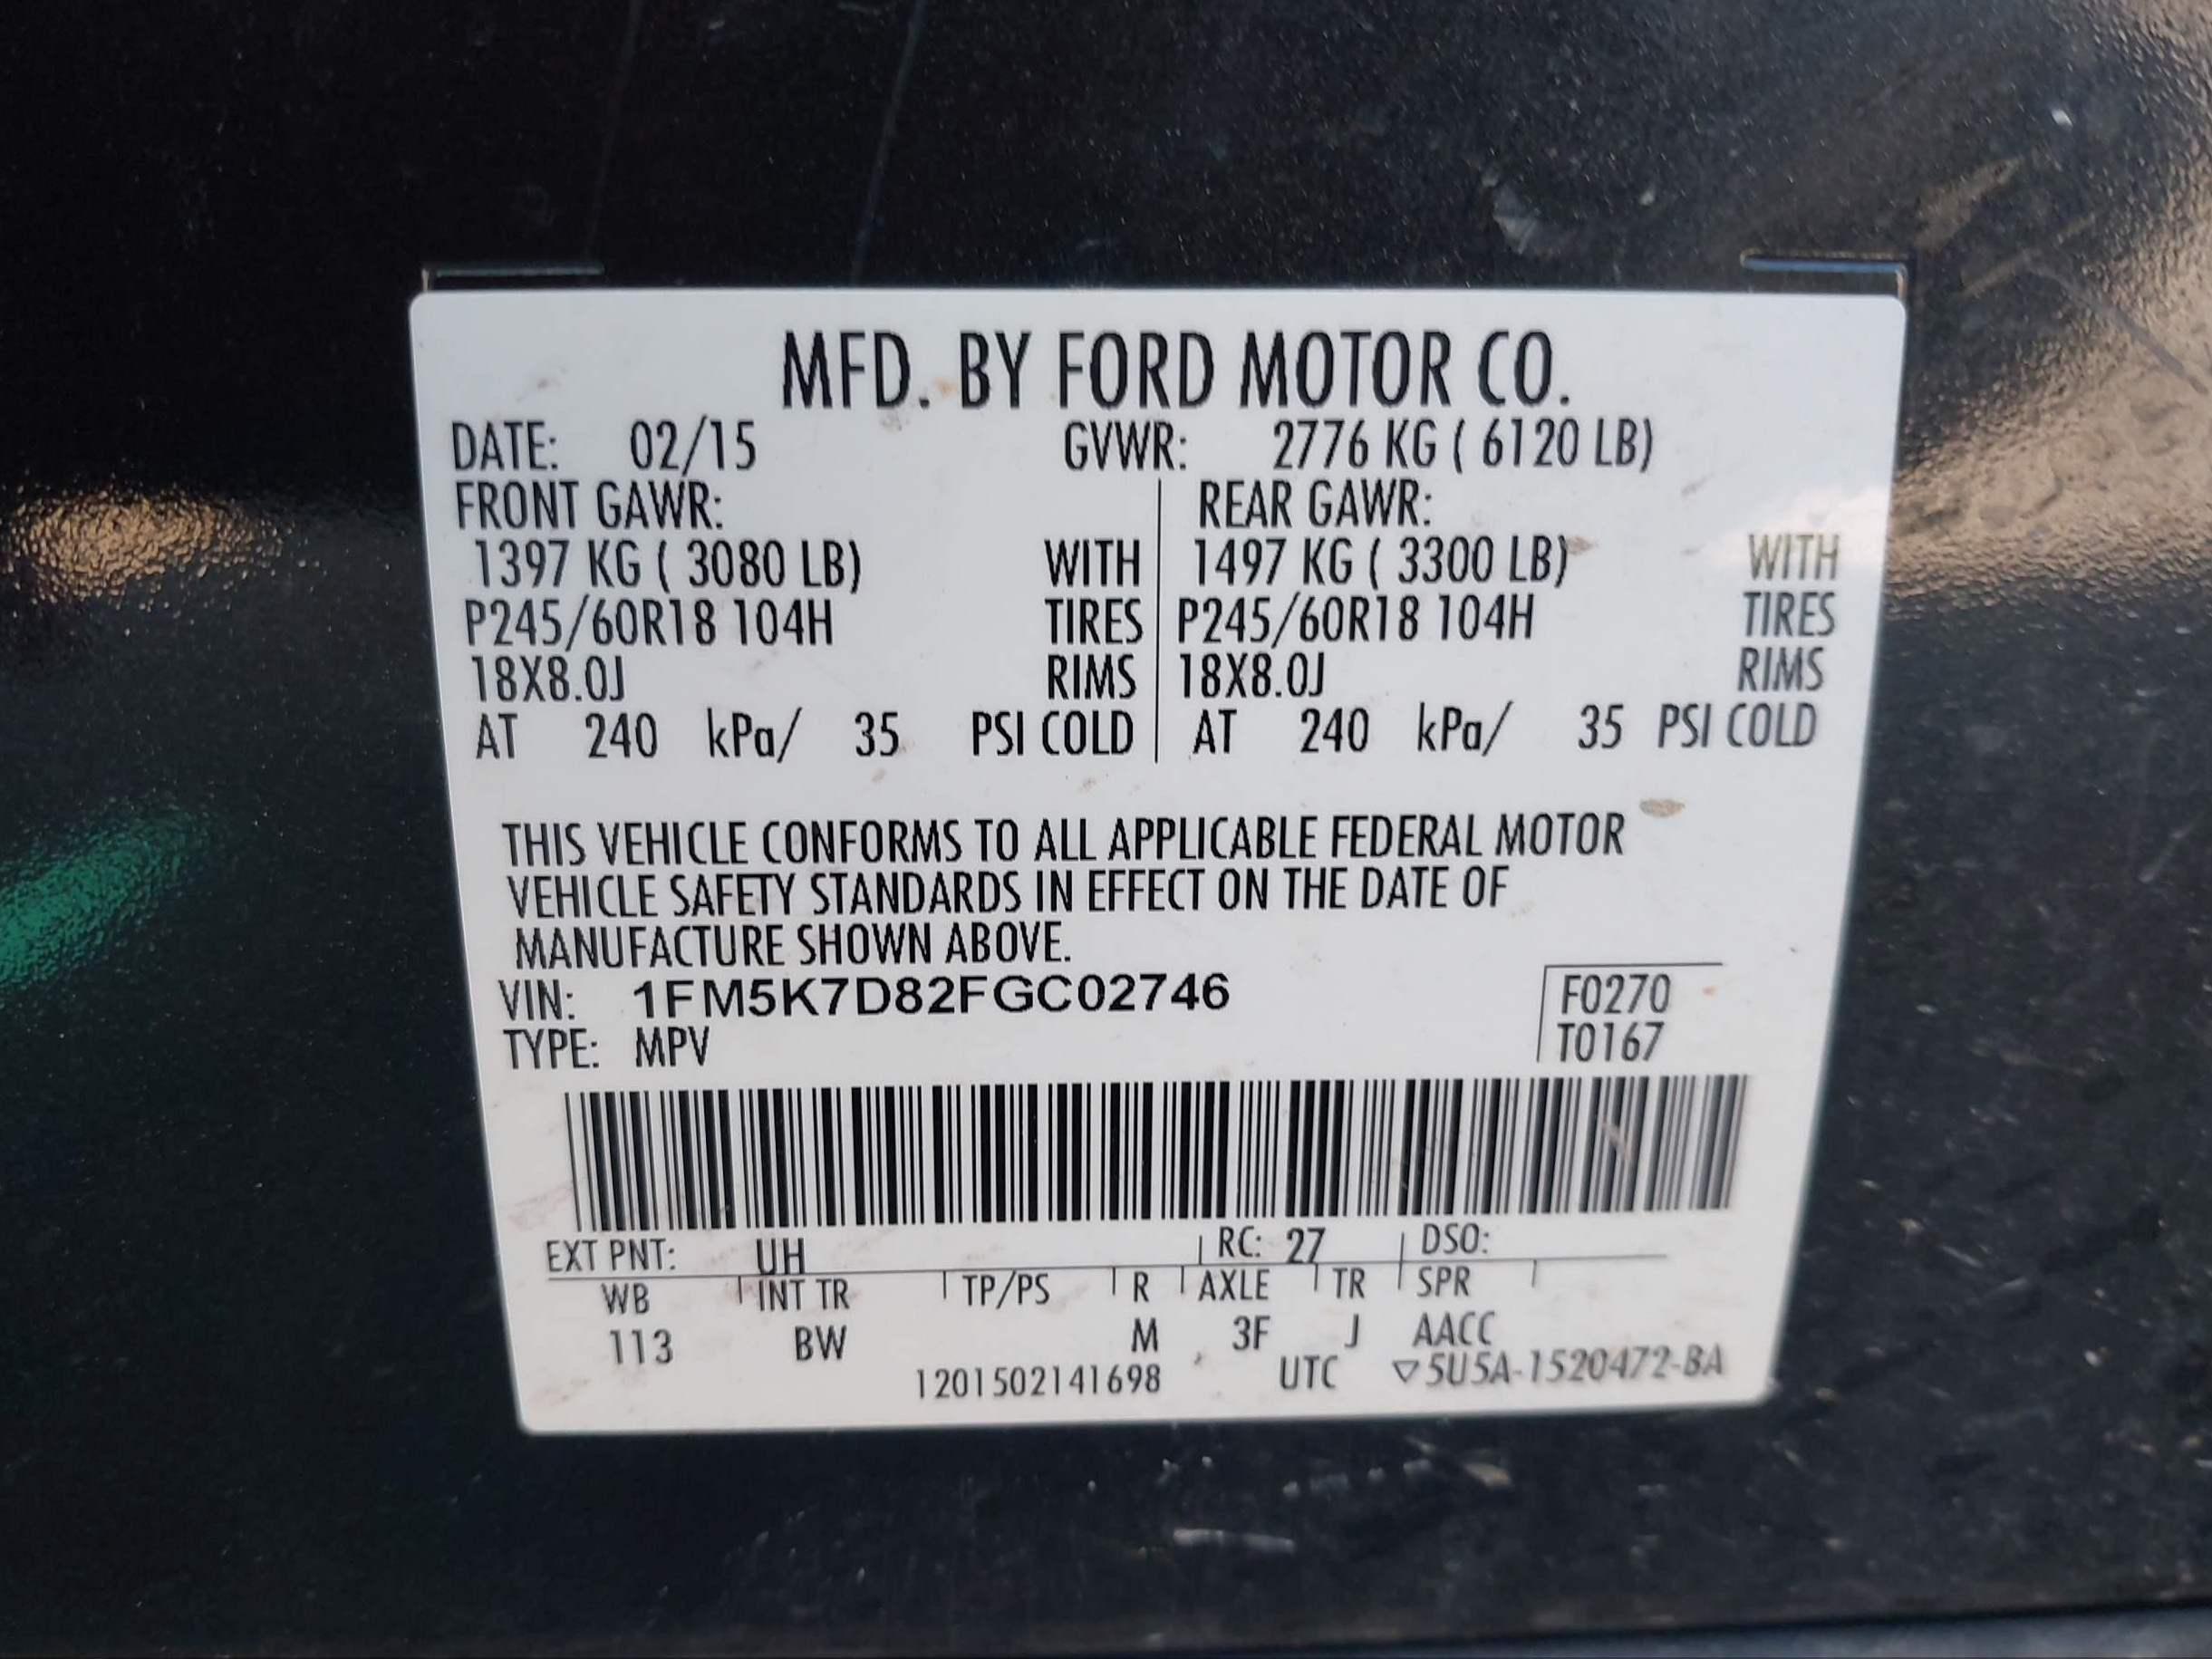 MFD. BY FORD MOTOR CO.
DATE: 02/15 GVWR: 2776 KG ( 6120 LB)
FRONT GAWR: REAR GAWR:
1397 KG ( 3080 LB) WITH 1497 KG ( 3300 LB) WITH
P245/60R18 104H TIRES P245/60R18 104H TIRES
18X8.0J RIMS 18X8.0J RIMS
AT 240 kPa/ 35 PSI COLD AT 240 kPa/ 35 PSI COLD
THIS VEHICLE CONFORMS TO ALL APPLICABLE FEDERAL MOTOR
VEHICLE SAFETY STANDARDS IN EFFECT ON THE DATE OF
MANUFACTURE SHOWN ABOVE.
VIN: 1FM5K7D82FGC02746 F0270
TYPE: MPV T0167
EXT PNT: UH RC: 27 DSO:
WB INT TR TP/PS R AXLE TR SPR
113 BW M 3F J AACC
1201502141698 UTC ▽5U5A-1520472-BA